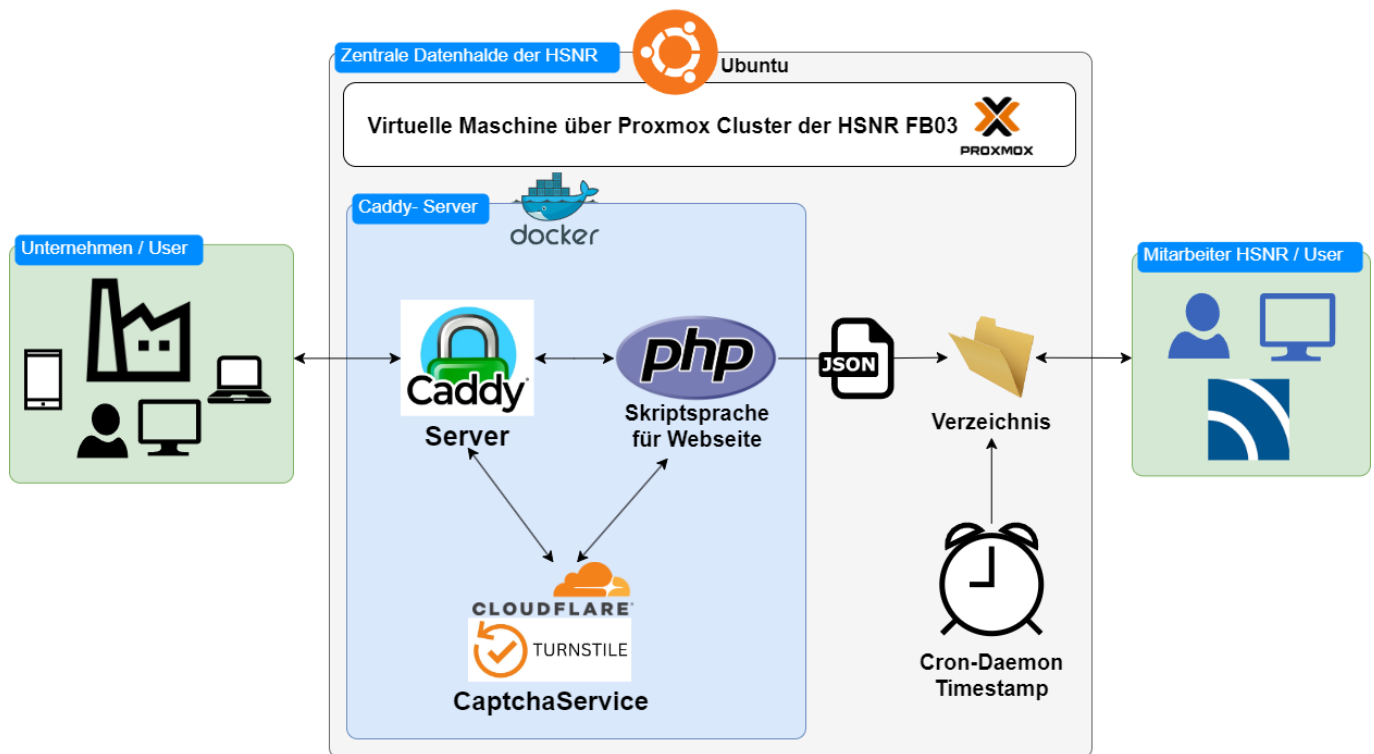 Zentrale Datenhalde der HSNR
Ubuntu
Virtuelle Maschine über Proxmox Cluster der HSNR FB03
PROXMOX
Caddy- Server
docker
Unternehmen / User
Mitarbeiter HSNR / User
Caddy
Server
php
Skriptsprache
für Webseite
JSON
Verzeichnis
CLOUDFLARE
TURNSTILE
CaptchaService
Cron-Daemon
Timestamp